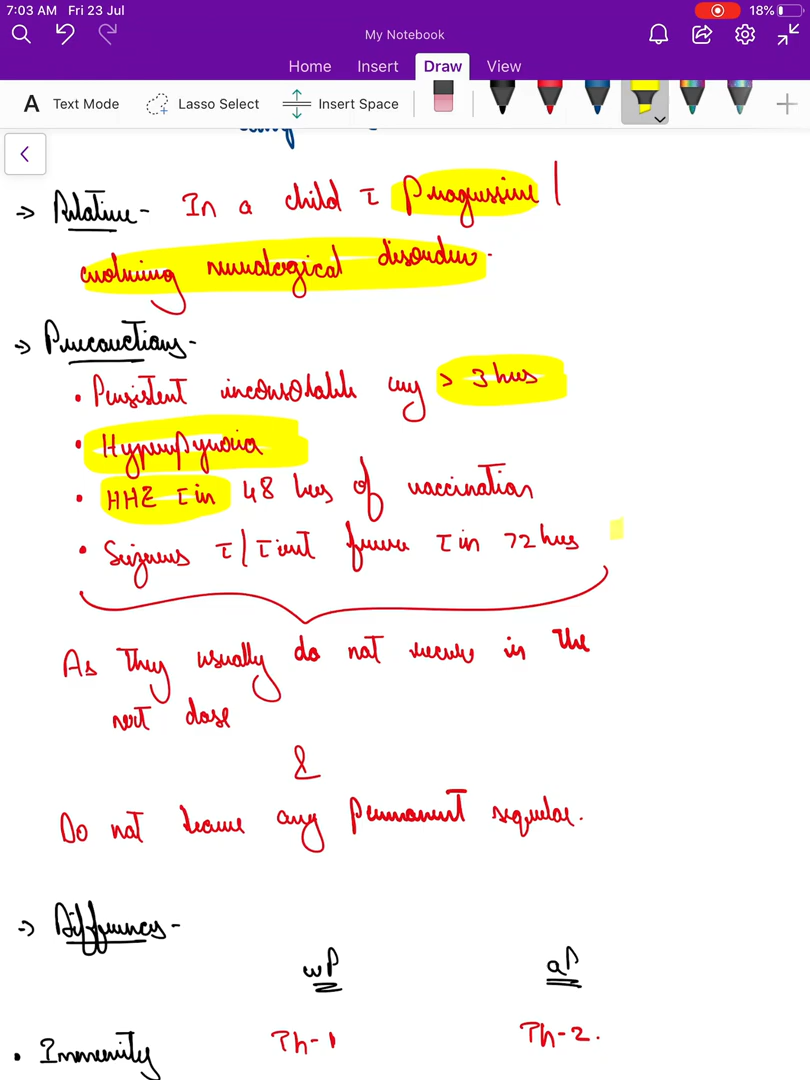 7:03 AM Fri 23 Jul 18%
My Notebook
Home Insert Draw View
A Text Mode Lasso Select Insert Space
-> Relative - In a child c̄ Progressive /
evolving neurological disorder.
-> Precautions -
• Persistent inconsolable cry > 3 hrs
• Hyperpyrexia
• HHE c̄ in 48 hrs of vaccination
• Seizures c̄/c̄out fever c̄ in 72 hrs
As they usually do not recur in the
next dose
&
Do not leave any permanent sequelae.
-> Differences -
wP aP
• Immunity Th-1 Th-2.